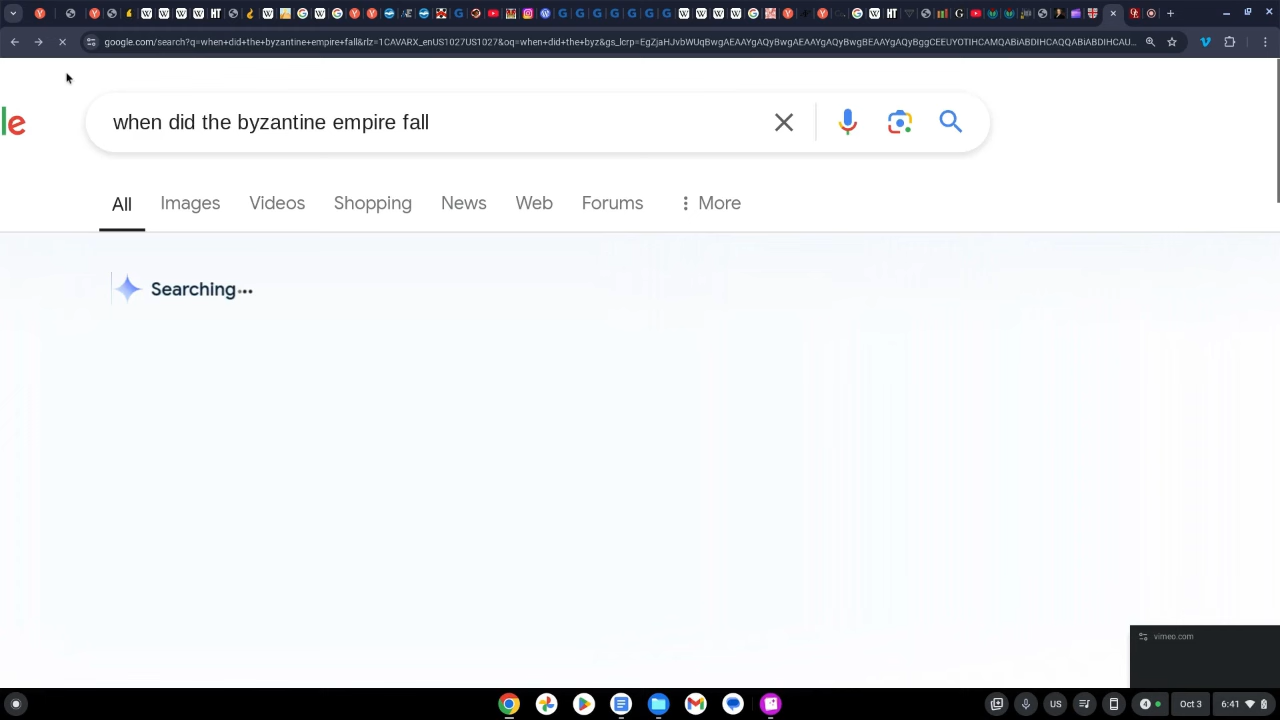 google.com/search?q=when+did+the+byzantine+empire+fall&rlz=1CAVARX_enUS1027US1027&oq=when+did+the+byz&gs_lcrp=EgZjaHJvbWUqBwgAEAAYgAQyBwgAEAAYgAQyBwgBEAAYgAQyBggCEEUYOTIHCAMQABiABDIHCAQQABiABDIHCAU...
le
when did the byzantine empire fall
All Images Videos Shopping News Web Forums More
Searching...
vimeo.com
US 4 Oct 3 6:41